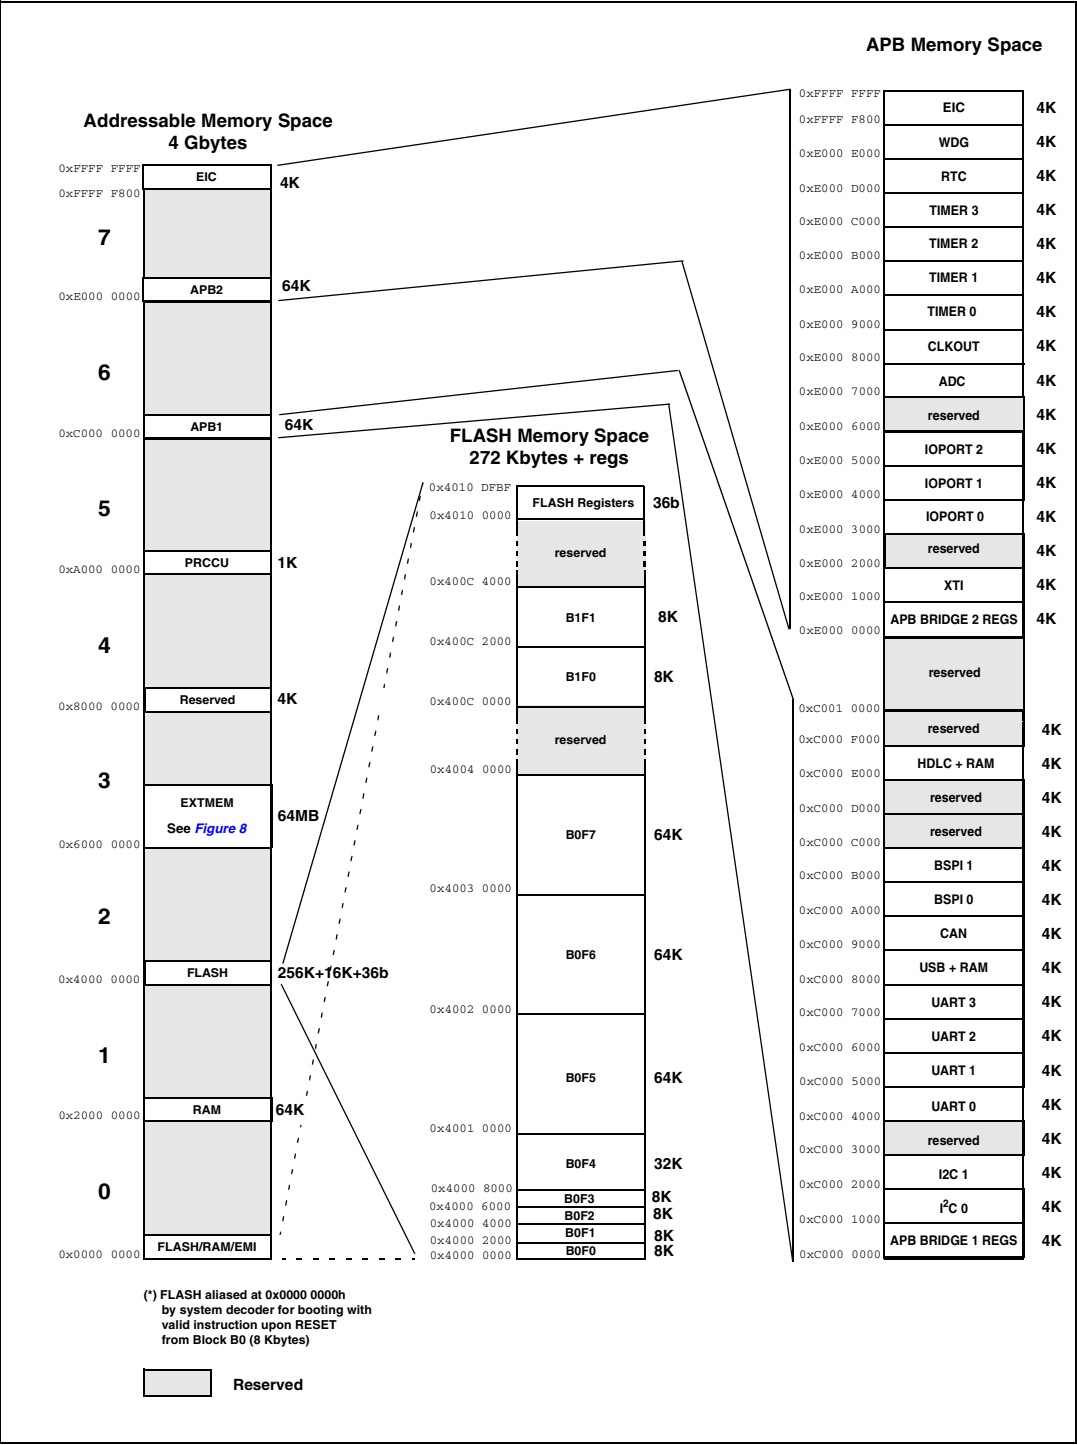 APB Memory Space
Addressable Memory Space
4 Gbytes
0xFFFF FFFF
EIC
4K
0xFFFF F800
7
APB2
64K
0xE000 0000
6
APB1
64K
0xC000 0000
5
PRCCU
1K
0xA000 0000
4
Reserved
4K
0x8000 0000
3
EXTMEM
See Figure 8
64MB
0x6000 0000
2
FLASH
256K+16K+36b
0x4000 0000
1
RAM
64K
0x2000 0000
0
FLASH/RAM/EMI
0x0000 0000
(*) FLASH aliased at 0x0000 0000h
by system decoder for booting with
valid instruction upon RESET
from Block B0 (8 Kbytes)
Reserved
FLASH Memory Space
272 Kbytes + regs
0x4010 DFBF
FLASH Registers
36b
0x4010 0000
reserved
0x400C 4000
B1F1
8K
0x400C 2000
B1F0
8K
0x400C 0000
reserved
0x4004 0000
B0F7
64K
0x4003 0000
B0F6
64K
0x4002 0000
B0F5
64K
0x4001 0000
B0F4
32K
0x4000 8000
B0F3
8K
0x4000 6000
B0F2
8K
0x4000 4000
B0F1
8K
0x4000 2000
B0F0
8K
0x4000 0000
0xFFFF FFFF
EIC
4K
0xFFFF F800
WDG
4K
0xE000 E000
RTC
4K
0xE000 D000
TIMER 3
4K
0xE000 C000
TIMER 2
4K
0xE000 B000
TIMER 1
4K
0xE000 A000
TIMER 0
4K
0xE000 9000
CLKOUT
4K
0xE000 8000
ADC
4K
0xE000 7000
reserved
4K
0xE000 6000
IOPORT 2
4K
0xE000 5000
IOPORT 1
4K
0xE000 4000
IOPORT 0
4K
0xE000 3000
reserved
4K
0xE000 2000
XTI
4K
0xE000 1000
APB BRIDGE 2 REGS
4K
0xE000 0000
reserved
0xC001 0000
reserved
4K
0xC000 F000
HDLC + RAM
4K
0xC000 E000
reserved
4K
0xC000 D000
reserved
4K
0xC000 C000
BSPI 1
4K
0xC000 B000
BSPI 0
4K
0xC000 A000
CAN
4K
0xC000 9000
USB + RAM
4K
0xC000 8000
UART 3
4K
0xC000 7000
UART 2
4K
0xC000 6000
UART 1
4K
0xC000 5000
UART 0
4K
0xC000 4000
reserved
4K
0xC000 3000
I2C 1
4K
0xC000 2000
I²C 0
4K
0xC000 1000
APB BRIDGE 1 REGS
4K
0xC000 0000